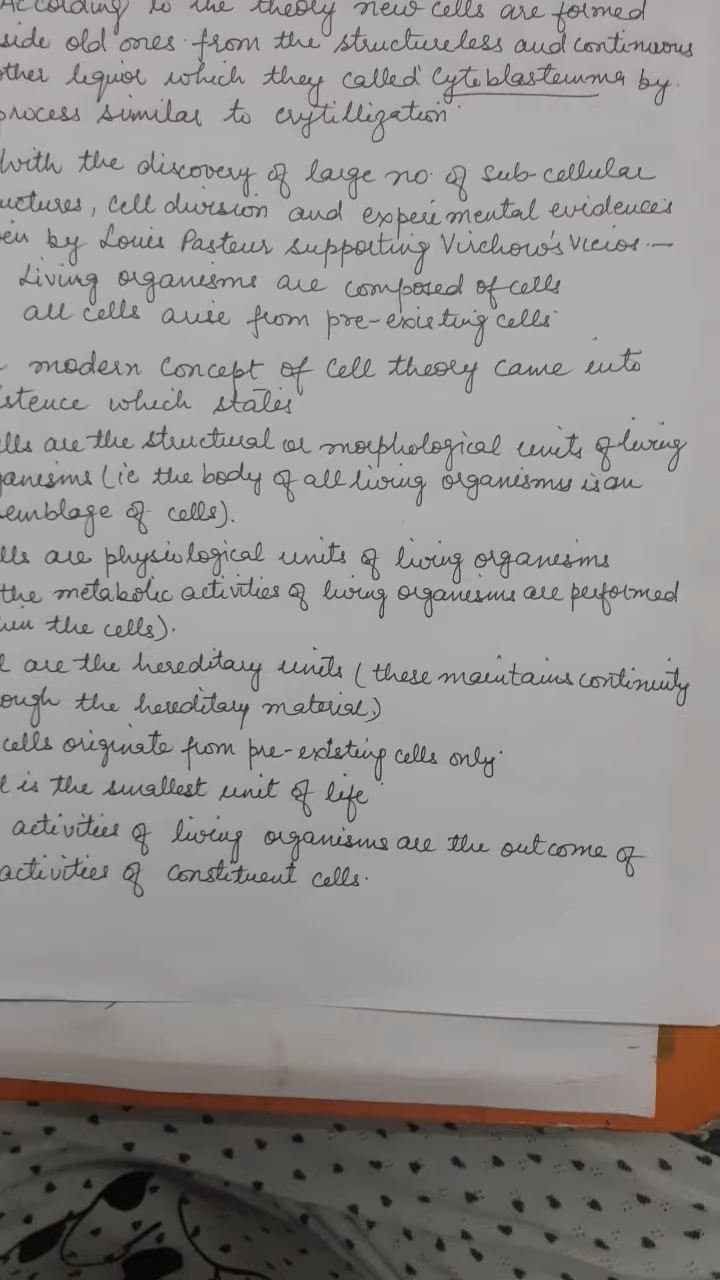 According to the theory new cells are formed
side old ones from the structureless and continuous
other liquor which they called Cytoblastemma by
process similar to crytillization
With the discovery of large no. of sub-cellular
uctures, cell division and experimental evidences
en by Louis Pasteur supporting Virchow's views.—
Living organisms are composed of cells
all cells arise from pre-existing cells
modern concept of cell theory came into
istence which states
lls are the structural or morphological units of living
ganisms (ie the body of all living organisms is an
emblage of cells).
lls are physiological units of living organisms
the metabolic activities of living organisms are performed
hin the cells).
l are the hereditary units (these maintains continuity
ough the hereditary material)
cells originate from pre-existing cells only
l is the smallest unit of life
activities of living organisms are the outcome of
activities of constituent cells.